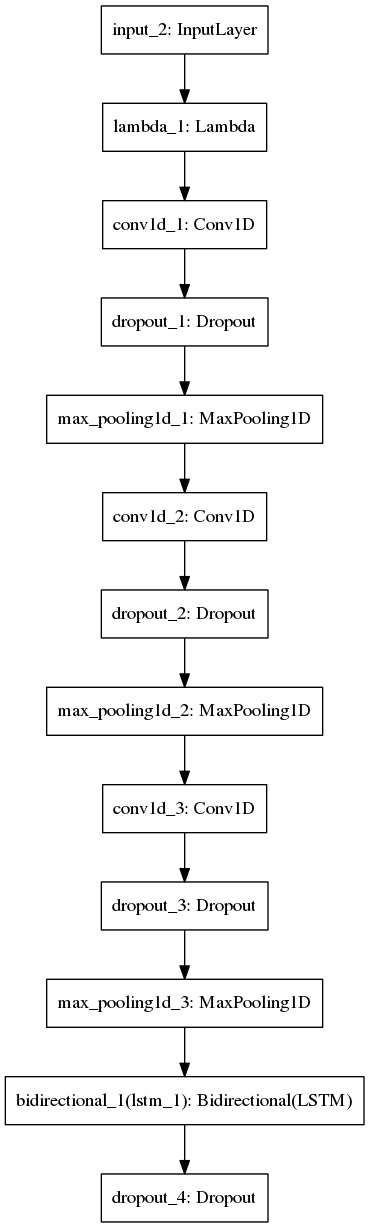 input_2: InputLayer
lambda_1: Lambda
conv1d_1: Conv1D
dropout_1: Dropout
max_pooling1d_1: MaxPooling1D
conv1d_2: Conv1D
dropout_2: Dropout
max_pooling1d_2: MaxPooling1D
conv1d_3: Conv1D
dropout_3: Dropout
max_pooling1d_3: MaxPooling1D
bidirectional_1(lstm_1): Bidirectional(LSTM)
dropout_4: Dropout